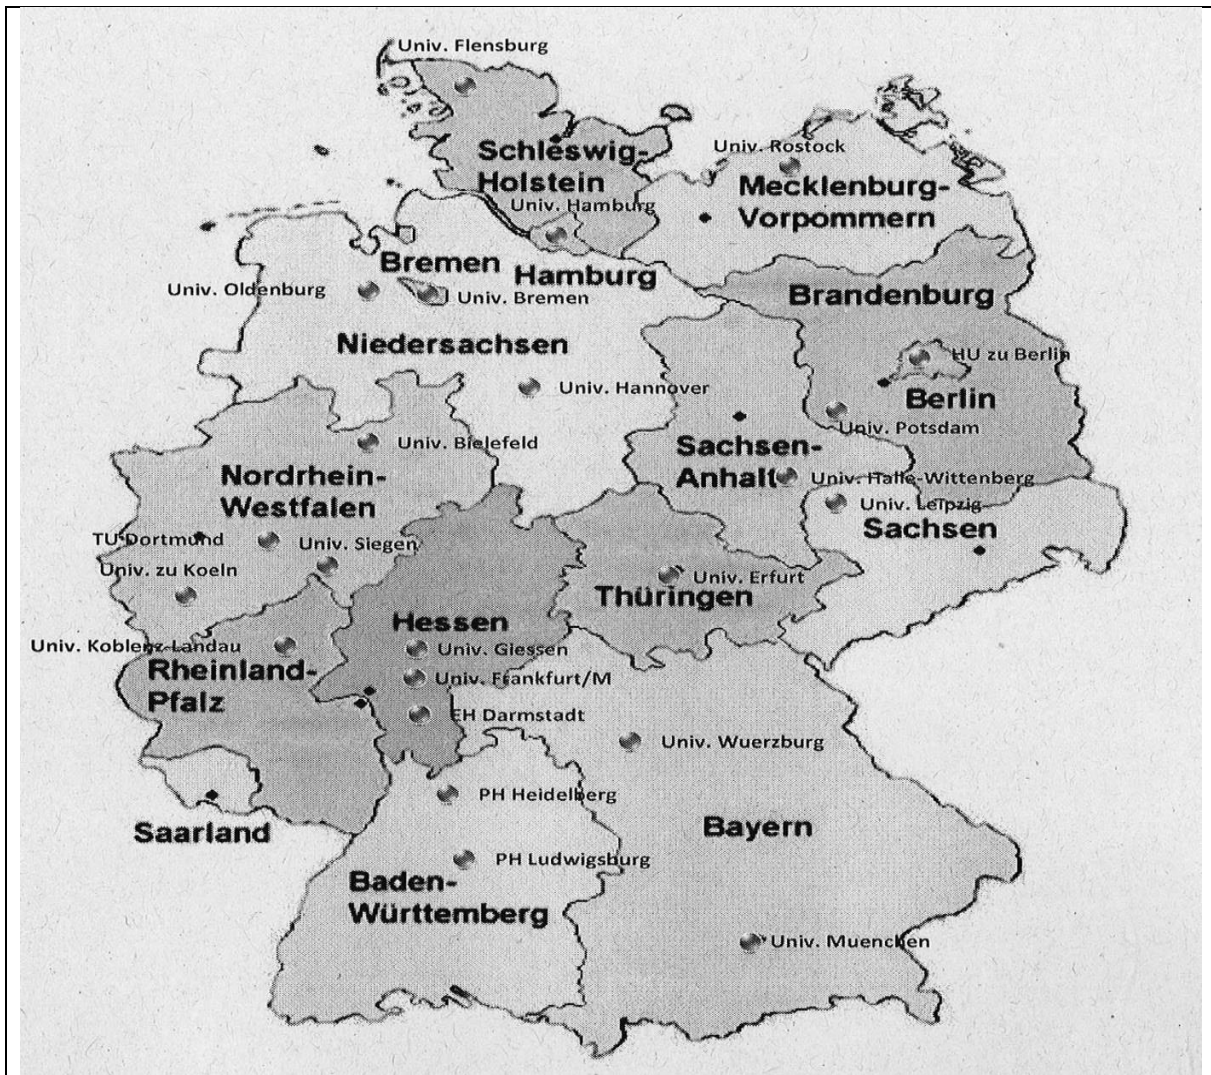 Univ. Flensburg
Schleswig-
Holstein
Univ. Rostock
Mecklenburg-
Vorpommern
Univ. Hamburg
Bremen
Hamburg
Univ. Oldenburg
Univ. Bremen
Brandenburg
Niedersachsen
HU zu Berlin
Berlin
Univ. Hannover
Univ. Potsdam
Univ. Bielefeld
Sachsen-
Anhalt
Univ. Halle-Wittenberg
Nordrhein-
Westfalen
Univ. Leipzig
Sachsen
TU Dortmund
Univ. Siegen
Univ. zu Koeln
Univ. Erfurt
Thüringen
Hessen
Univ. Koblenz-Landau
Univ. Giessen
Rheinland-
Pfalz
Univ. Frankfurt/M
EH Darmstadt
Univ. Wuerzburg
PH Heidelberg
Saarland
Bayern
PH Ludwigsburg
Baden-
Württemberg
Univ. Muenchen